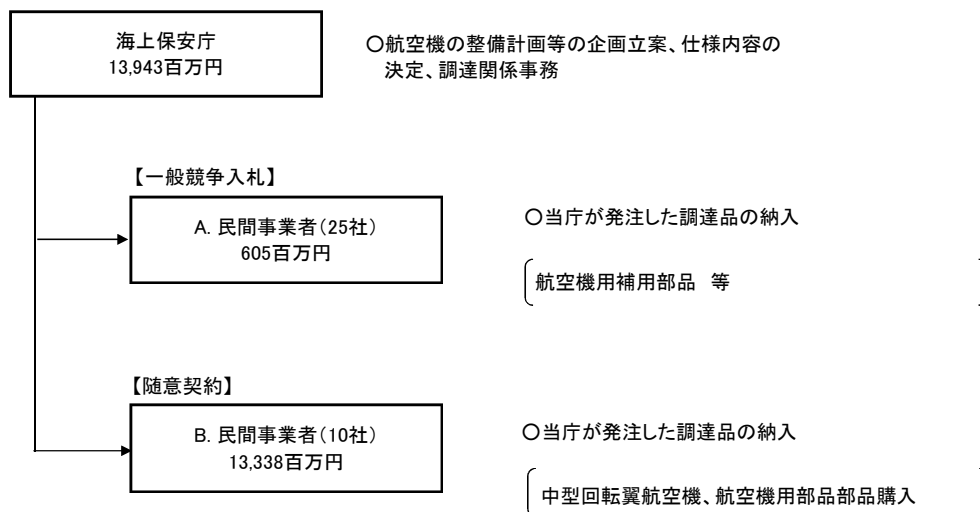 海上保安庁
13,943百万円
○航空機の整備計画等の企画立案、仕様内容の
決定、調達関係事務
【一般競争入札】
A. 民間事業者(25社)
605百万円
○当庁が発注した調達品の納入
航空機用補用部品 等
【随意契約】
B. 民間事業者(10社)
13,338百万円
○当庁が発注した調達品の納入
中型回転翼航空機、航空機用部品部品購入